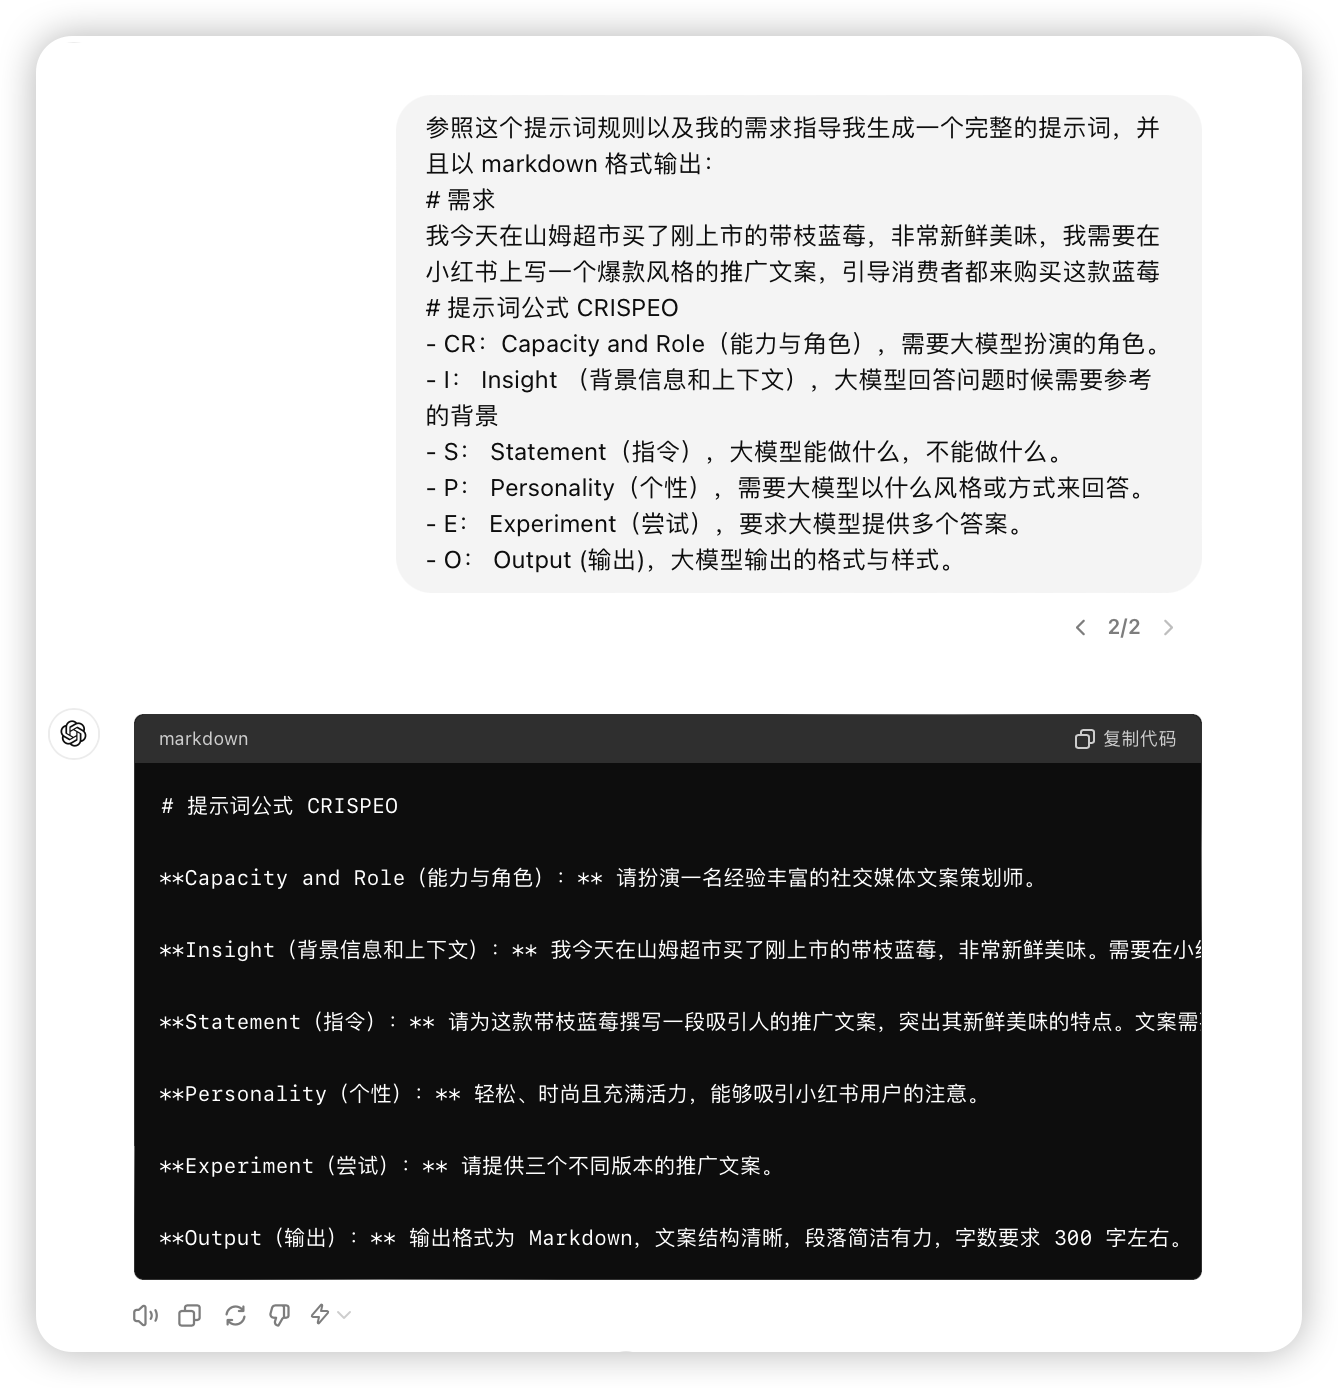 参照这个提示词规则以及我的需求指导我生成一个完整的提示词，并
且以 markdown 格式输出：
# 需求
我今天在山姆超市买了刚上市的带枝蓝莓，非常新鲜美味，我需要在
小红书上写一个爆款风格的推广文案，引导消费者都来购买这款蓝莓
# 提示词公式 CRISPEO
- CR：Capacity and Role（能力与角色），需要大模型扮演的角色。
- I： Insight （背景信息和上下文），大模型回答问题时候需要参考
的背景
- S： Statement（指令），大模型能做什么，不能做什么。
- P： Personality（个性），需要大模型以什么风格或方式来回答。
- E： Experiment（尝试），要求大模型提供多个答案。
- O： Output (输出)，大模型输出的格式与样式。
2/2
markdown
复制代码
# 提示词公式 CRISPEO
**Capacity and Role（能力与角色）：** 请扮演一名经验丰富的社交媒体文案策划师。
**Insight（背景信息和上下文）：** 我今天在山姆超市买了刚上市的带枝蓝莓，非常新鲜美味。需要在小
**Statement（指令）：** 请为这款带枝蓝莓撰写一段吸引人的推广文案，突出其新鲜美味的特点。文案需
**Personality（个性）：** 轻松、时尚且充满活力，能够吸引小红书用户的注意。
**Experiment（尝试）：** 请提供三个不同版本的推广文案。
**Output（输出）：** 输出格式为 Markdown，文案结构清晰，段落简洁有力，字数要求 300 字左右。